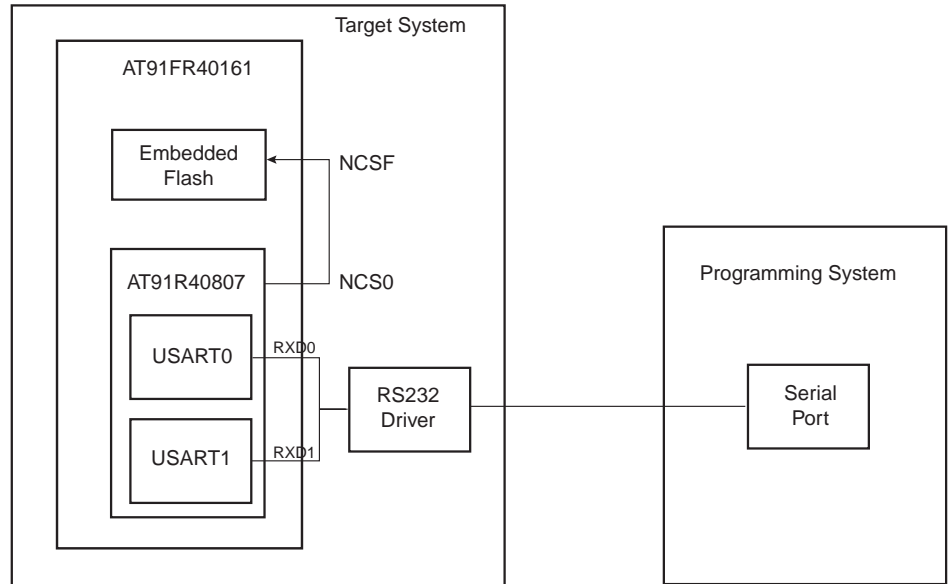 Target System
AT91FR40161
Embedded
Flash
NCSF
AT91R40807
NCS0
USART0
RXD0
RS232
Driver
USART1
RXD1
Programming System
Serial
Port